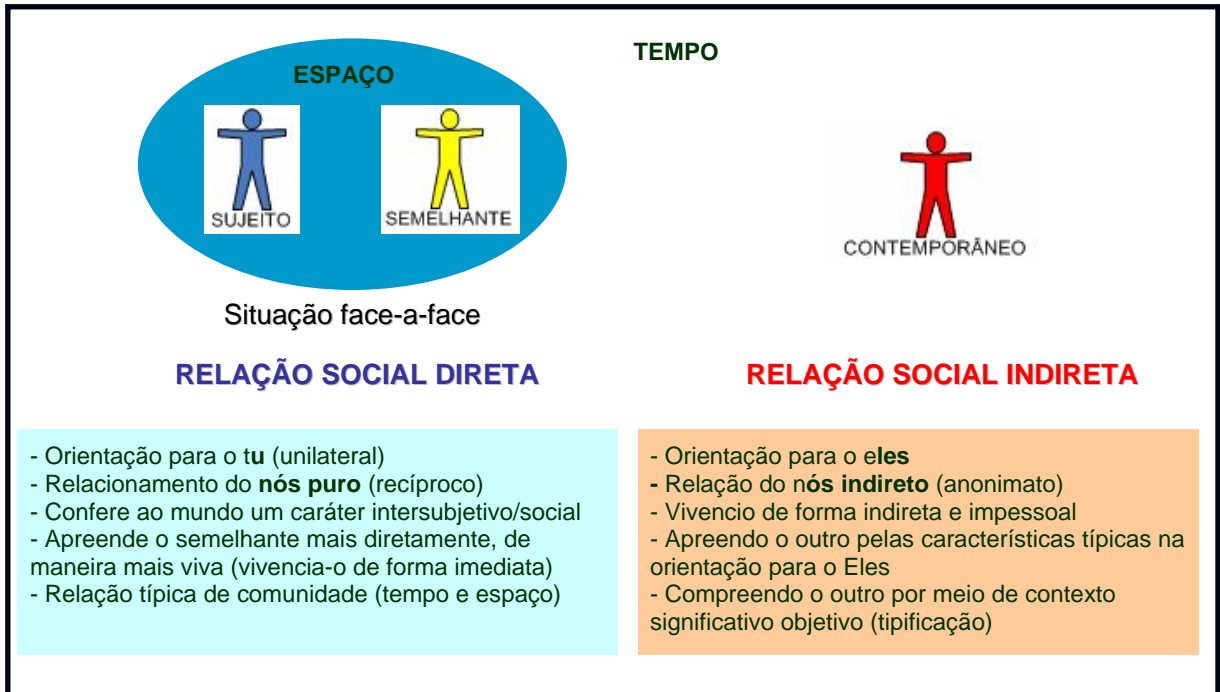 TEMPO
ESPAÇO
SUJEITO
SEMELHANTE
CONTEMPORÂNEO
Situação face-a-face
RELAÇÃO SOCIAL DIRETA
RELAÇÃO SOCIAL INDIRETA
- Orientação para o tu (unilateral)
- Relacionamento do nós puro (recíproco)
- Confere ao mundo um caráter intersubjetivo/social
- Apreende o semelhante mais diretamente, de
maneira mais viva (vivencia-o de forma imediata)
- Relação típica de comunidade (tempo e espaço)
- Orientação para o eles
- Relação do nós indireto (anonimato)
- Vivencio de forma indireta e impessoal
- Apreendo o outro pelas características típicas na
orientação para o Eles
- Compreendo o outro por meio de contexto
significativo objetivo (tipificação)